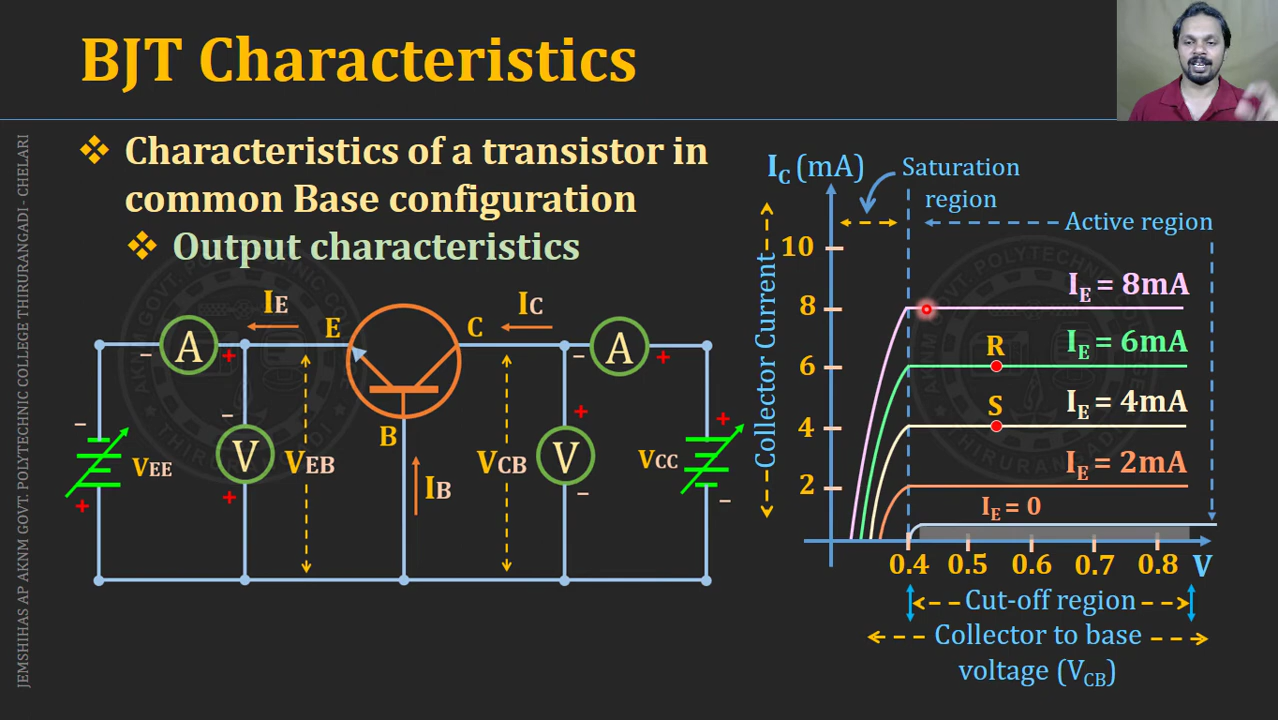 BJT Characteristics
❖ Characteristics of a transistor in
common Base configuration
❖ Output characteristics
JEMSHIHAS AP AKNM GOVT. POLYTECHNIC COLLEGE THIRURANGADI - CHELARI
IE
E
C
IC
A
A
−
+
−
+
−
+
−
+
V
V
VEE
VEB
VCB
VCC
B
IB
+
+
−
−
IC (mA)
Saturation
region
Active region
Collector Current
10
8
6
4
2
IE = 8mA
R
IE = 6mA
S
IE = 4mA
IE = 2mA
IE = 0
0.4 0.5 0.6 0.7 0.8 V
Cut-off region
Collector to base
voltage (VCB)